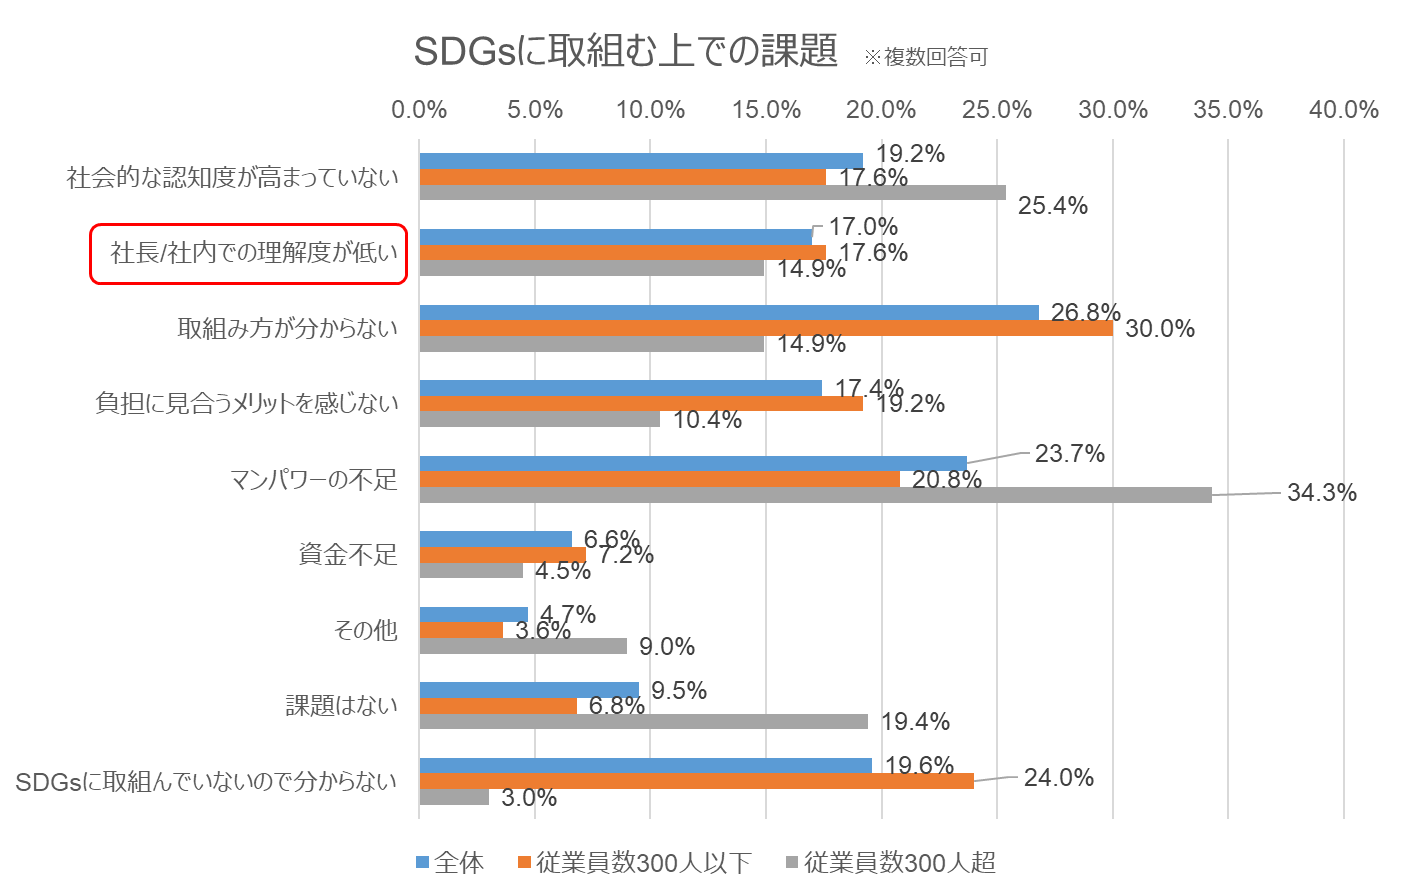 SDGsに取組む上での課題 ※複数回答可
0.0% 5.0% 10.0% 15.0% 20.0% 25.0% 30.0% 35.0% 40.0%
社会的な認知度が高まっていない
19.2%
17.6%
25.4%
社長/社内での理解度が低い
17.0%
17.6%
14.9%
取組み方が分からない
26.8%
30.0%
14.9%
負担に見合うメリットを感じない
17.4%
19.2%
10.4%
マンパワーの不足
23.7%
20.8%
34.3%
資金不足
6.6%
7.2%
4.5%
その他
4.7%
3.6%
9.0%
課題はない
9.5%
6.8%
19.4%
SDGsに取組んでいないので分からない
19.6%
24.0%
3.0%
全体 従業員数300人以下 従業員数300人超